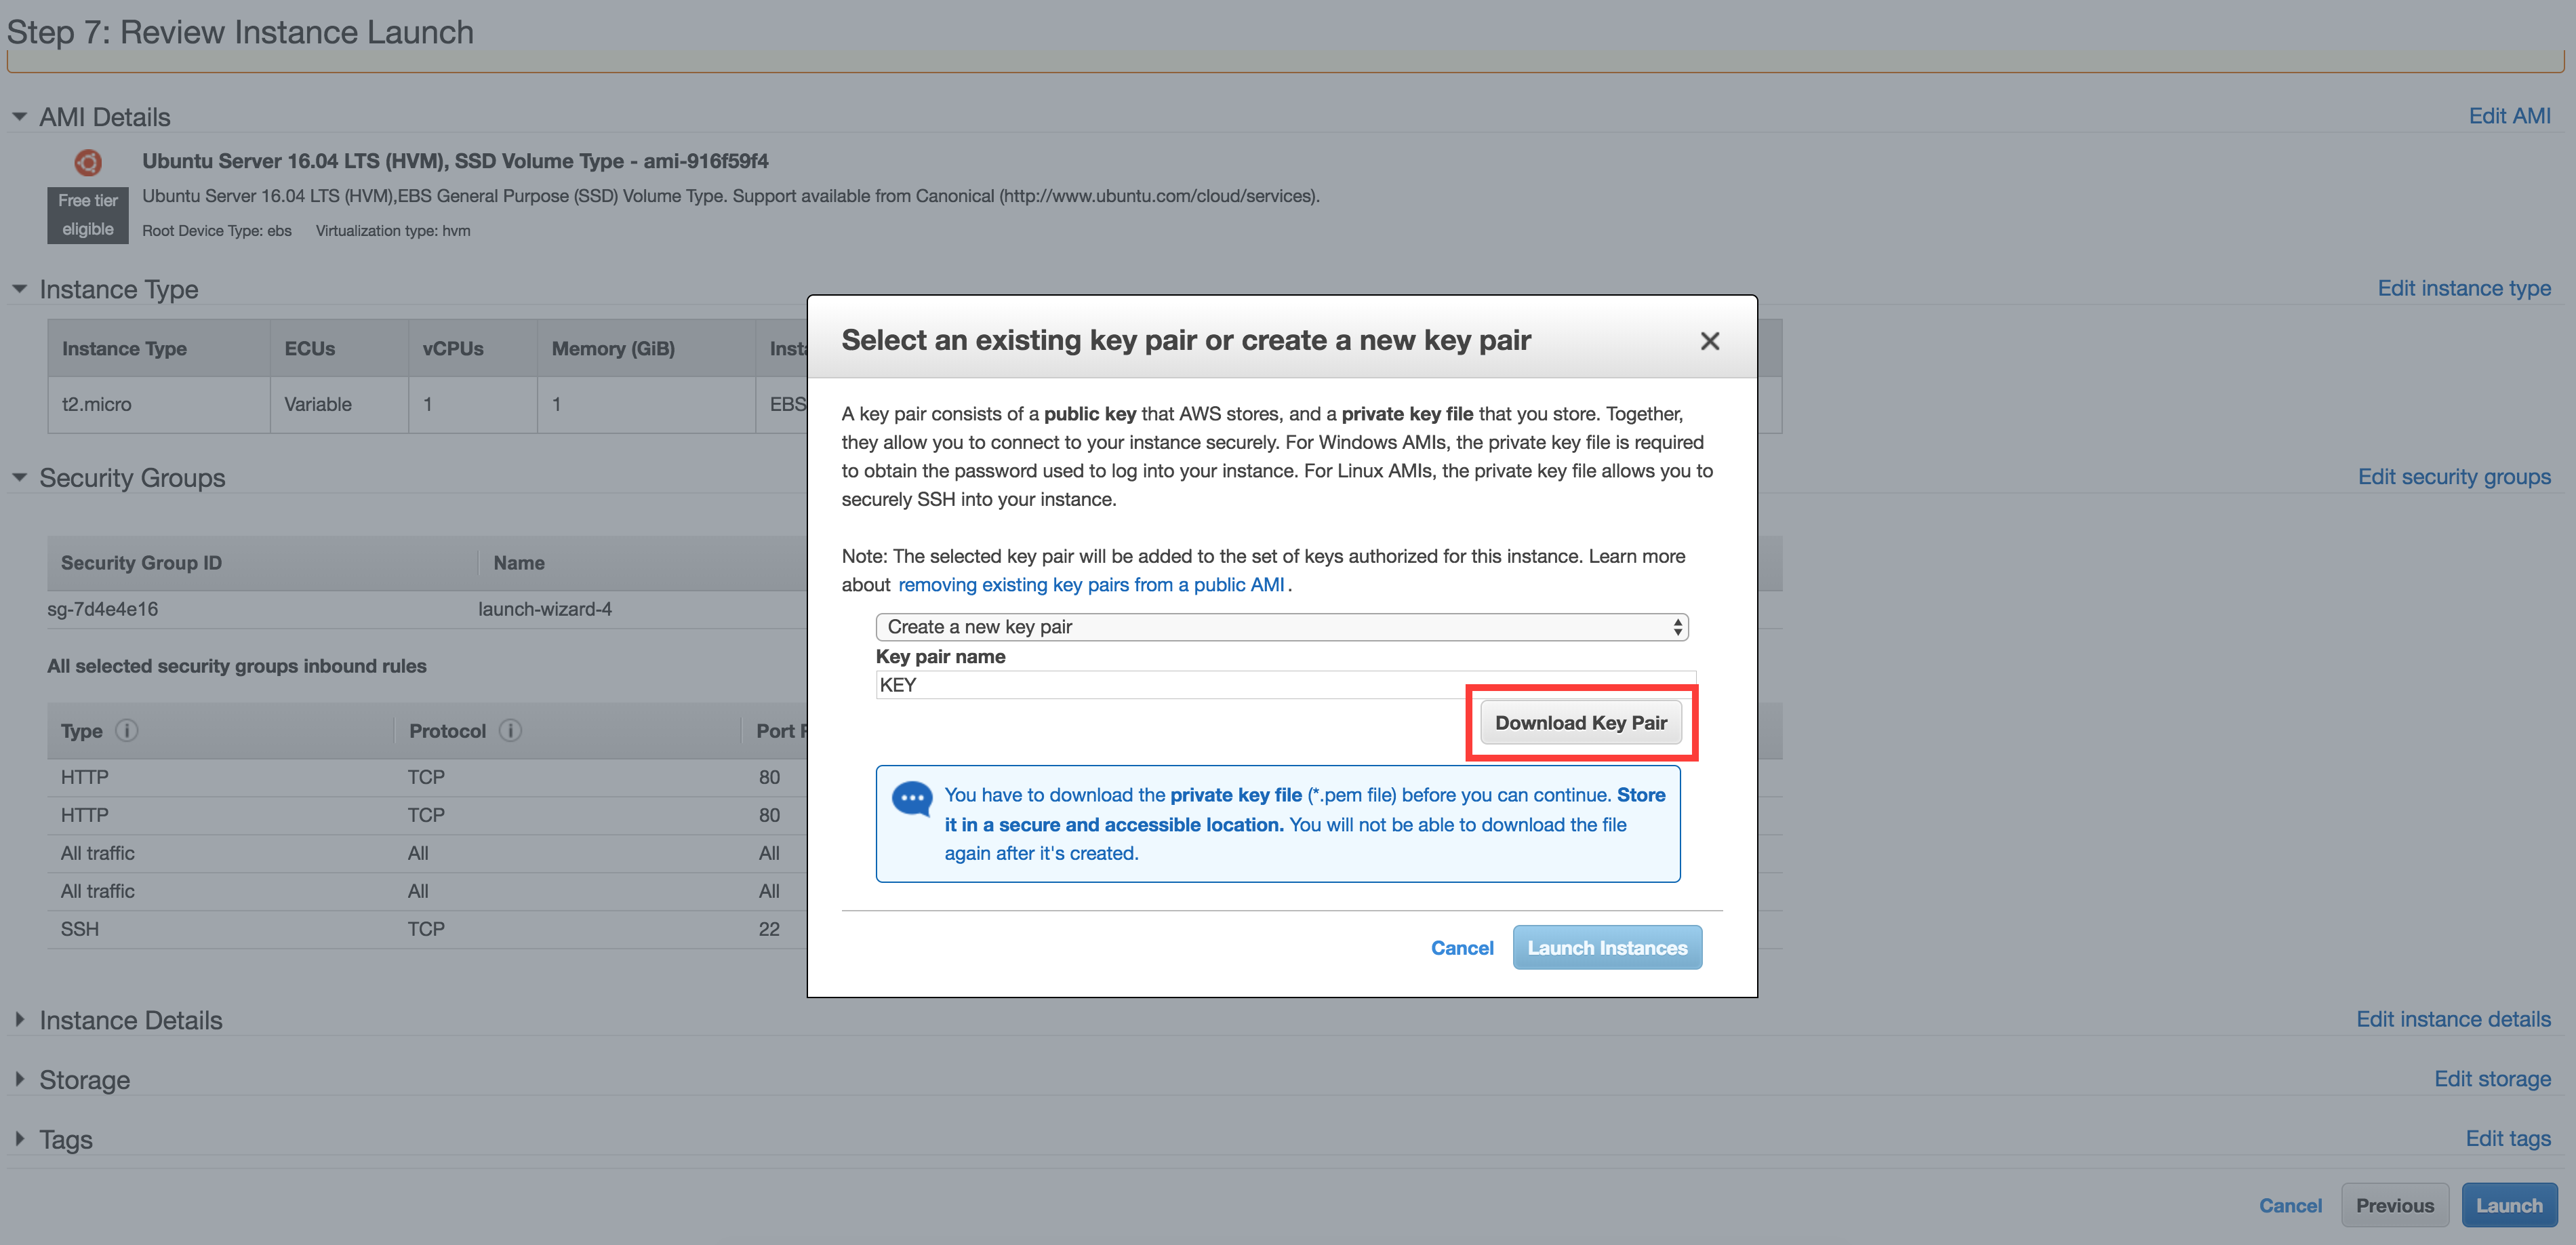 Step 7: Review Instance Launch
AMI Details
Edit AMI
Ubuntu Server 16.04 LTS (HVM), SSD Volume Type - ami-916f59f4
Free tier
eligible
Ubuntu Server 16.04 LTS (HVM),EBS General Purpose (SSD) Volume Type. Support available from Canonical (http://www.ubuntu.com/cloud/services).
Root Device Type: ebs Virtualization type: hvm
Instance Type
Edit instance type
Instance Type ECUs vCPUs Memory (GiB)
t2.micro Variable 1 1 EBS
Security Groups
Edit security groups
Security Group ID Name
sg-7d4e4e16 launch-wizard-4
All selected security groups inbound rules
Type Protocol Port
HTTP TCP 80
HTTP TCP 80
All traffic All All
All traffic All All
SSH TCP 22
Select an existing key pair or create a new key pair
A key pair consists of a public key that AWS stores, and a private key file that you store. Together,
they allow you to connect to your instance securely. For Windows AMIs, the private key file is required
to obtain the password used to log into your instance. For Linux AMIs, the private key file allows you to
securely SSH into your instance.
Note: The selected key pair will be added to the set of keys authorized for this instance. Learn more
about removing existing key pairs from a public AMI .
Create a new key pair
Key pair name
KEY
Download Key Pair
You have to download the private key file (*.pem file) before you can continue. Store
it in a secure and accessible location. You will not be able to download the file
again after it's created.
Cancel Launch Instances
Instance Details
Edit instance details
Storage
Edit storage
Tags
Edit tags
Cancel Previous Launch